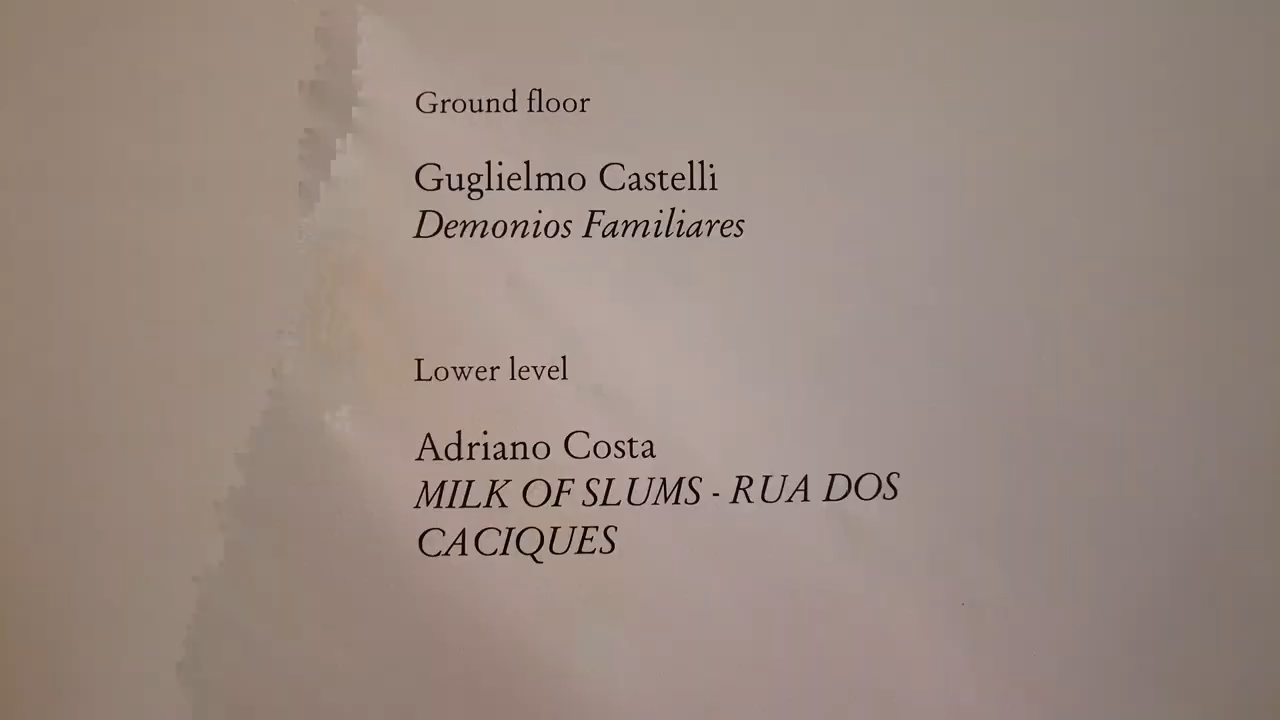 Ground floor
Guglielmo Castelli
Demonios Familiares
Lower level
Adriano Costa
MILK OF SLUMS - RUA DOS
CACIQUES